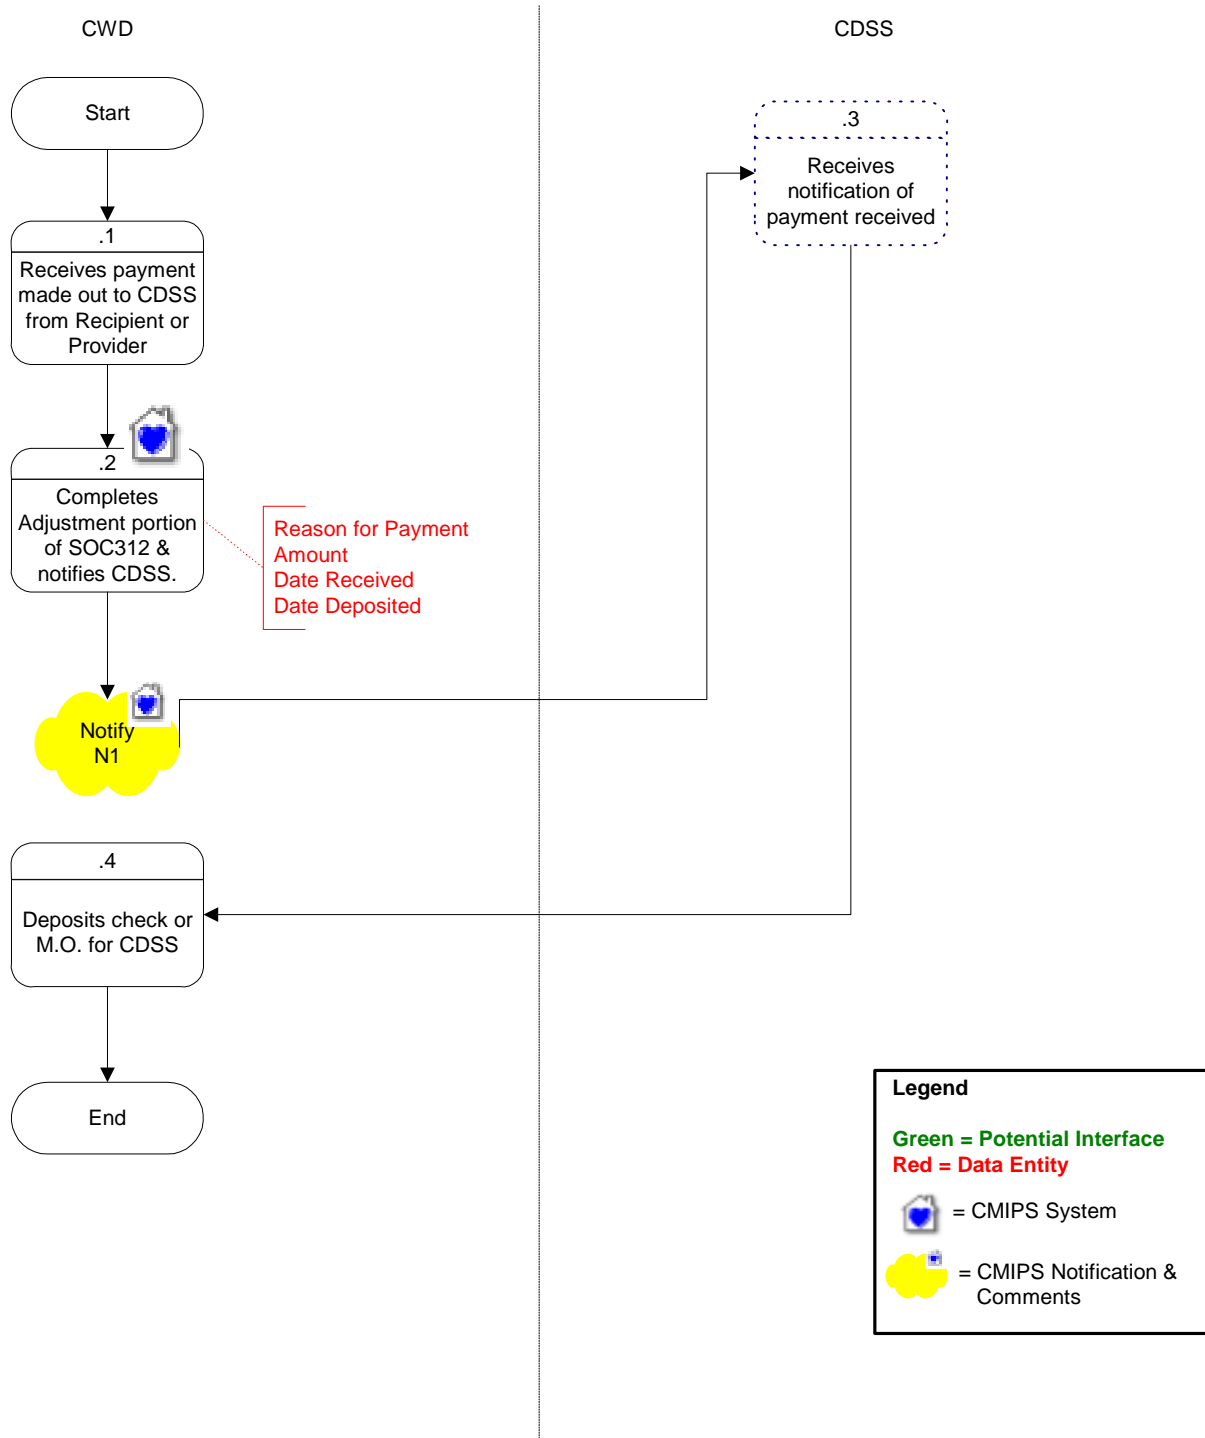 CWD
CDSS
Start
.3
Receives
notification of
payment received
.1
Receives payment
made out to CDSS
from Recipient or
Provider
.2
Completes
Adjustment portion
of SOC312 &
notifies CDSS.
Reason for Payment
Amount
Date Received
Date Deposited
Notify
N1
.4
Deposits check or
M.O. for CDSS
End
Legend
Green = Potential Interface
Red = Data Entity
= CMIPS System
= CMIPS Notification &
Comments